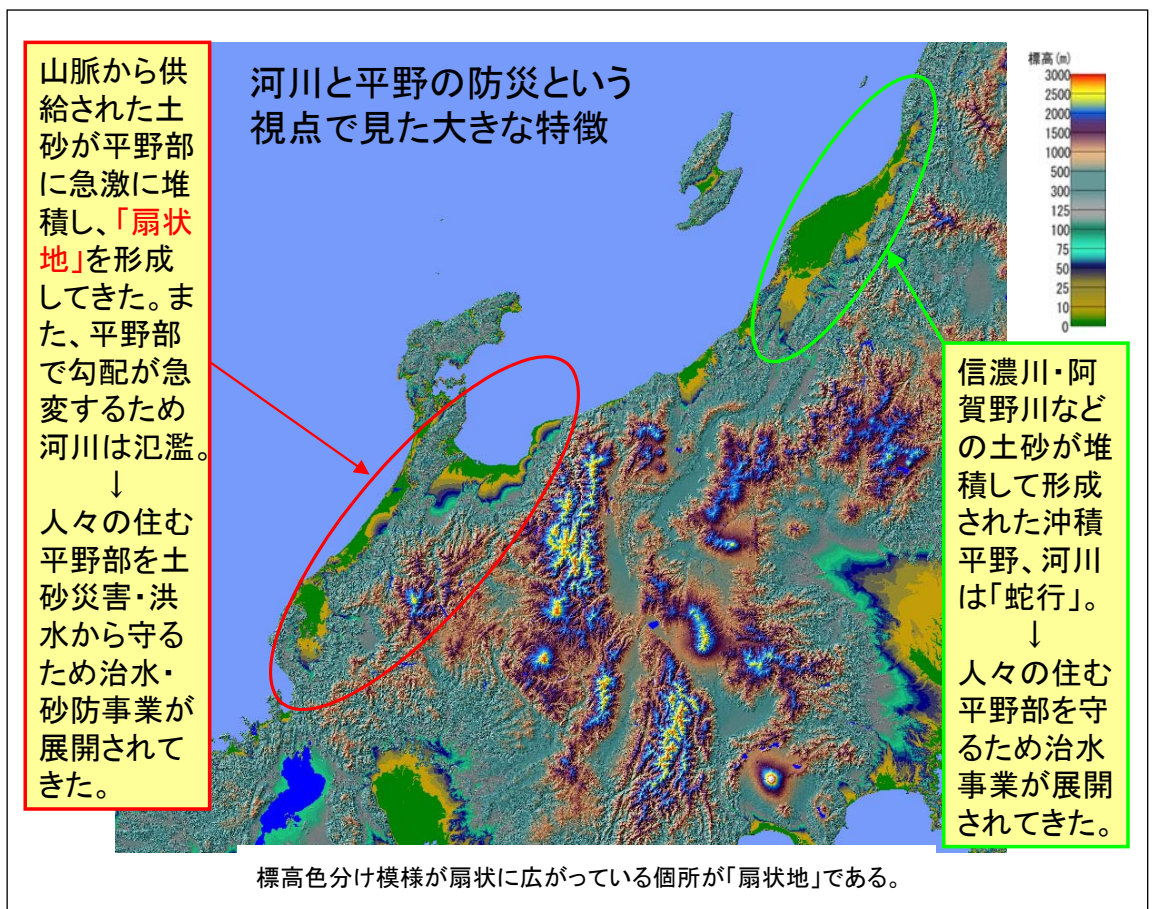 河川と平野の防災という
視点で見た大きな特徴
山脈から供
給された土
砂が平野部
に急激に堆
積し、「扇状
地」を形成
してきた。ま
た、平野部
で勾配が急
変するため
河川は氾濫。
↓
人々の住む
平野部を土
砂災害・洪
水から守る
ため治水・
砂防事業が
展開されて
きた。
標高(m)
3000
2500
2000
1500
1000
500
300
125
100
75
50
25
10
0
信濃川・阿
賀野川など
の土砂が堆
積して形成
された沖積
平野、河川
は「蛇行」。
↓
人々の住む
平野部を守
るため治水
事業が展開
されてきた。
標高色分け模様が扇状に広がっている個所が「扇状地」である。